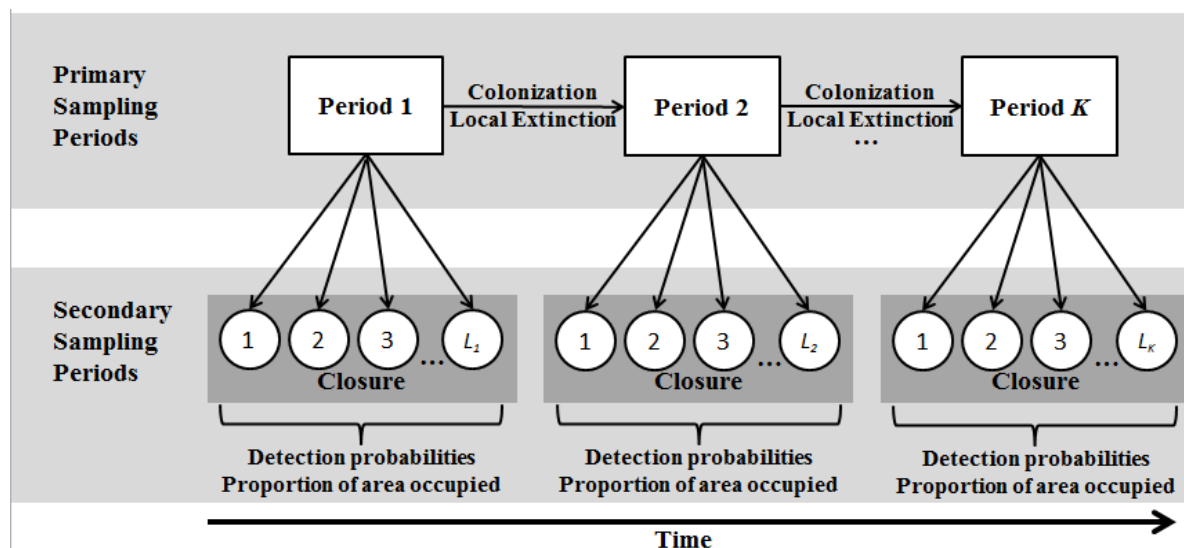 Primary
Sampling
Periods
Period 1
Colonization
Local Extinction
Period 2
Colonization
Local Extinction
...
Period K
Secondary
Sampling
Periods
1 2 3 ... L₁
Closure
1 2 3 ... L₂
Closure
1 2 3 ... Lₖ
Closure
Detection probabilities
Proportion of area occupied
Detection probabilities
Proportion of area occupied
Detection probabilities
Proportion of area occupied
Time